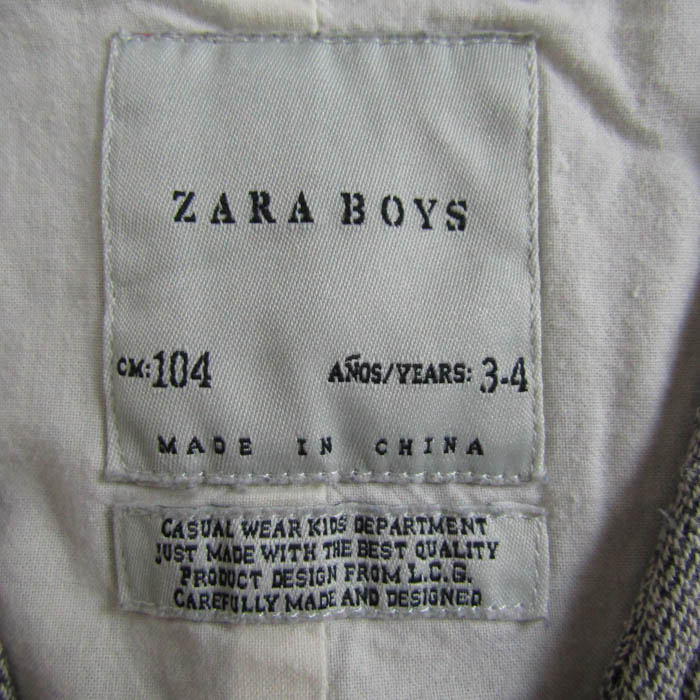 ZARA BOYS
CM: 104 AÑOS/YEARS: 3-4
MADE IN CHINA
CASUAL WEAR KIDS' DEPARTMENT
JUST MADE WITH THE BEST QUALITY
PRODUCT DESIGN FROM L.C.G.
CAREFULLY MADE AND DESIGNED